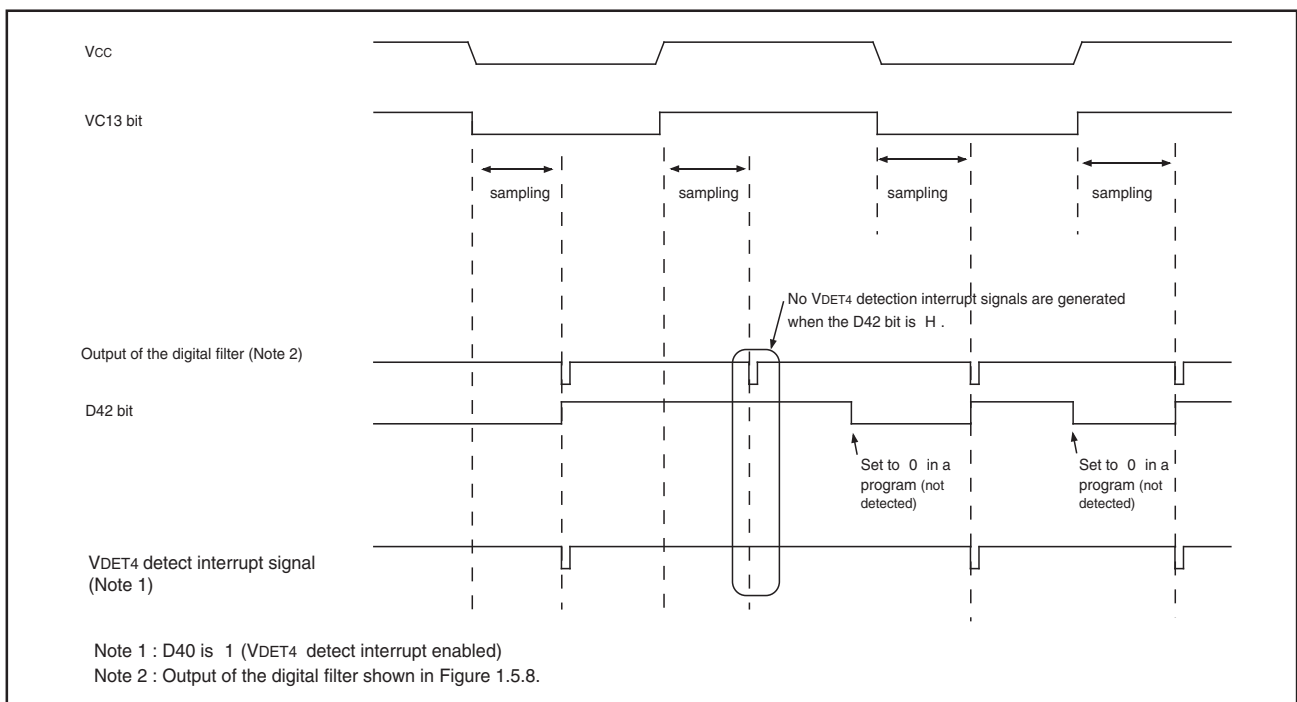 VCC
VC13 bit
sampling
sampling
sampling
sampling
No VDET4 detection interrupt signals are generated
when the D42 bit is H .
Output of the digital filter (Note 2)
D42 bit
Set to 0 in a
program (not
detected)
Set to 0 in a
program (not
detected)
VDET4 detect interrupt signal
(Note 1)
Note 1 : D40 is 1 (VDET4 detect interrupt enabled)
Note 2 : Output of the digital filter shown in Figure 1.5.8.